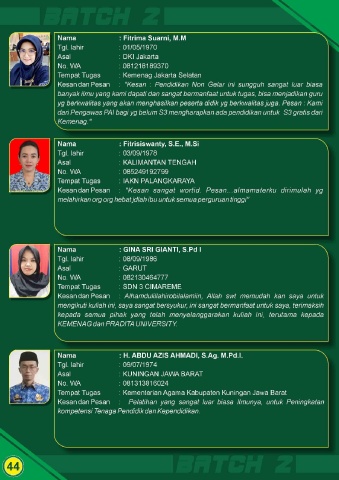 BATCH 2
Nama : Fitrima Suarni, M.M
Tgl. lahir : 01/05/1970
Asal : DKI Jakarta
No. WA : 081218189370
Tempat Tugas : Kemenag Jakarta Selatan
Kesan dan Pesan : "Kesan : Pendidikan Non Gelar ini sungguh sangat luar biasa
banyak ilmu yang kami dapati dan sangat bermanfaat untuk tugas, bisa menjadikan guru
yg berkwalitas yang akan menghasilkan peserta didik yg berkwalitas juga. Pesan : Kami
dari Pengawas PAI bagi yg belum S3 mengharapkan ada pendidikan untuk S3 gratis dari
Kemenag."
Nama : Fitrisiswanty, S.E., M.Si
Tgl. lahir : 03/09/1978
Asal : KALIMANTAN TENGAH
No. WA : 085249192799
Tempat Tugas : IAKN PALANGKARAYA
Kesan dan Pesan : "Kesan sangat worfid. Pesan...almamaterku dirimulah yg
melahirkan org org hebat jdlah ibu untuk semua perguruan tinggi"
Nama : GINA SRI GIANTI, S.Pd I
Tgl. lahir : 08/09/1986
Asal : GARUT
No. WA : 082130464777
Tempat Tugas : SDN 3 CIMAREME
Kesan dan Pesan : Alhamdulillahirobilalamiin, Allah swt memudah kan saya untuk
mengikuti kuliah ini, saya sangat bersyukur, ini sangat bermanfaat untuk saya, terimaksih
kepada semua pihak yang telah menyelanggarakan kuliah ini, terutama kepada
KEMENAG dan PRADITA UNIVERSITY.
Nama : H. ABDU AZIS AHMADI, S.Ag. M.Pd.I.
Tgl. lahir : 09/07/1974
Asal : KUNINGAN JAWA BARAT
No. WA : 081313816024
Tempat Tugas : Kementerian Agama Kabupaten Kuningan Jawa Barat
Kesan dan Pesan : Pelatihan yang sangat luar biasa ilmunya, untuk Peningkatan
kompetensi Tenaga Pendidik dan Kependidikan.
44
BATCH 2